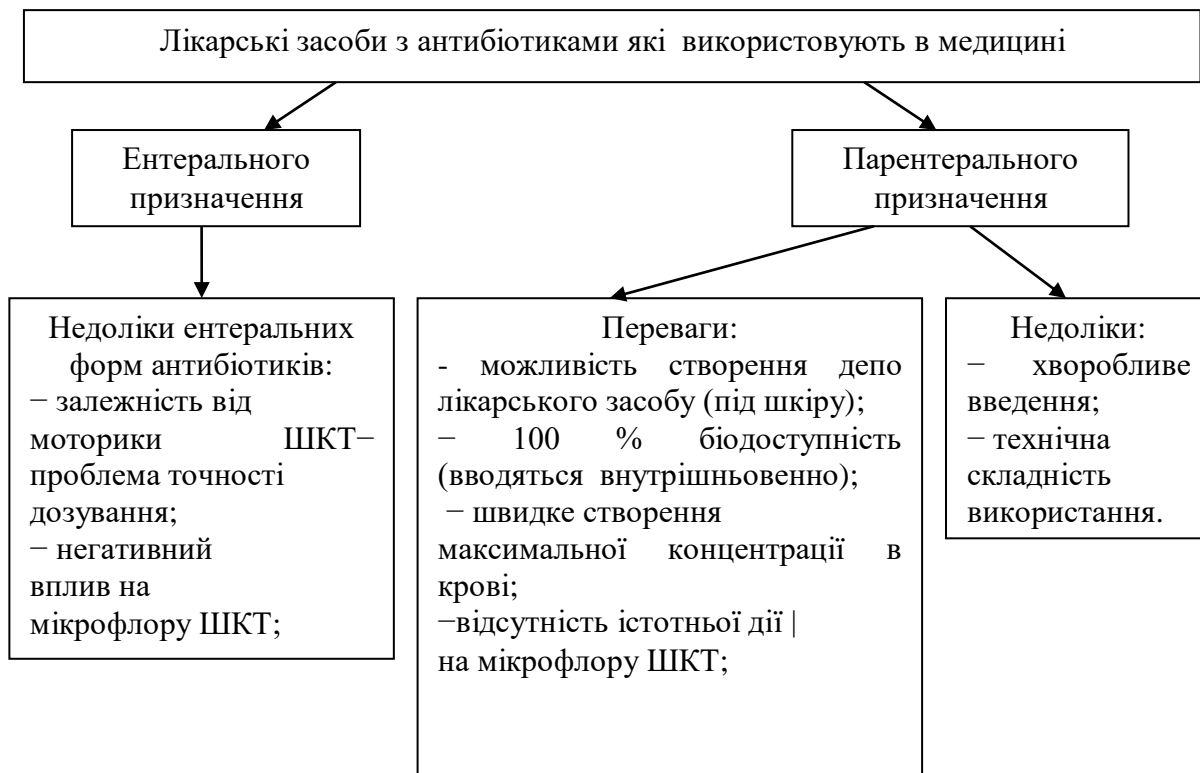 Лікарські засоби з антибіотиками які використовують в медицині
Ентерального
призначення
Парентерального
призначення
Недоліки ентеральних
форм антибіотиків:
− залежність від
моторики ШКТ−
проблема точності
дозування;
− негативний
вплив на
мікрофлору ШКТ;
Переваги:
- можливість створення депо
лікарського засобу (під шкіру);
− 100 % біодоступність
(вводяться внутрішньовенно);
− швидке створення
максимальної концентрації в
крові;
−відсутність істотньої дії |
на мікрофлору ШКТ;
Недоліки:
− хворобливе
введення;
− технічна
складність
використання.